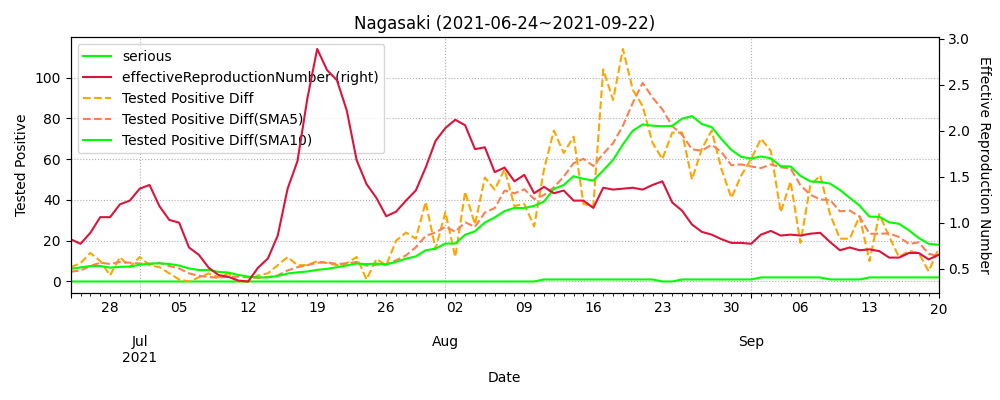 Nagasaki (2021-06-24~2021-09-22)
serious
effectiveReproductionNumber (right)
Tested Positive Diff
Tested Positive Diff(SMA5)
Tested Positive Diff(SMA10)
Tested Positive
100
80
60
40
20
0
3.0
2.5
2.0
1.5
1.0
0.5
Effective Reproduction Number
28 05 12 19 26 02 09 16 23 30 06 13 20
Jul Aug Sep
2021
Date